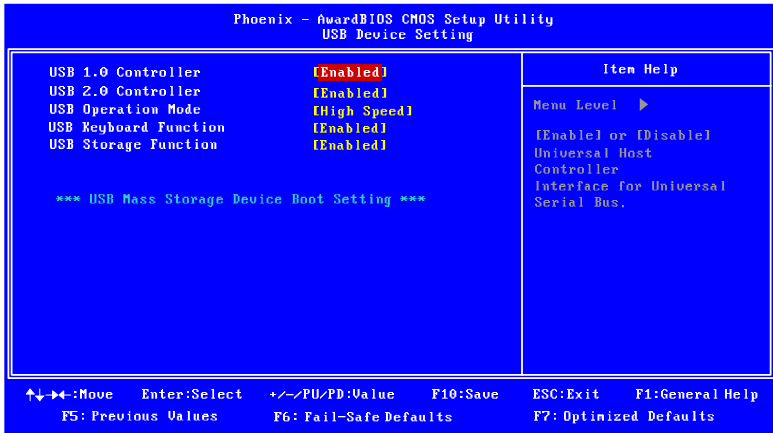 Phoenix - AwardBIOS CMOS Setup Utility
USB Device Setting
USB 1.0 Controller [Enabled]
USB 2.0 Controller [Enabled]
USB Operation Mode [High Speed]
USB Keyboard Function [Enabled]
USB Storage Function [Enabled]
*** USB Mass Storage Device Boot Setting ***
Item Help
Menu Level ▶
[Enable] or [Disable]
Universal Host
Controller
Interface for Universal
Serial Bus.
↑↓→←:Move Enter:Select +/-/PU/PD:Value F10:Save ESC:Exit F1:General Help
F5: Previous Values F6: Fail-Safe Defaults F7: Optimized Defaults